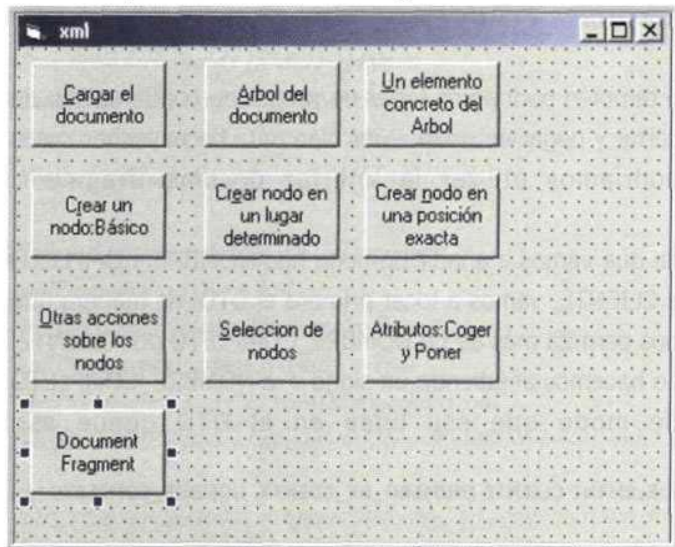 xml
Cargar el
documento
Arbol del
documento
Un elemento
concreto del
Arbol
Crear un
nodo:Básico
Crear nodo en
un lugar
determinado
Crear nodo en
una posición
exacta
Otras acciones
sobre los
nodos
Seleccion de
nodos
Atributos:Coger
y Poner
Document
Fragment